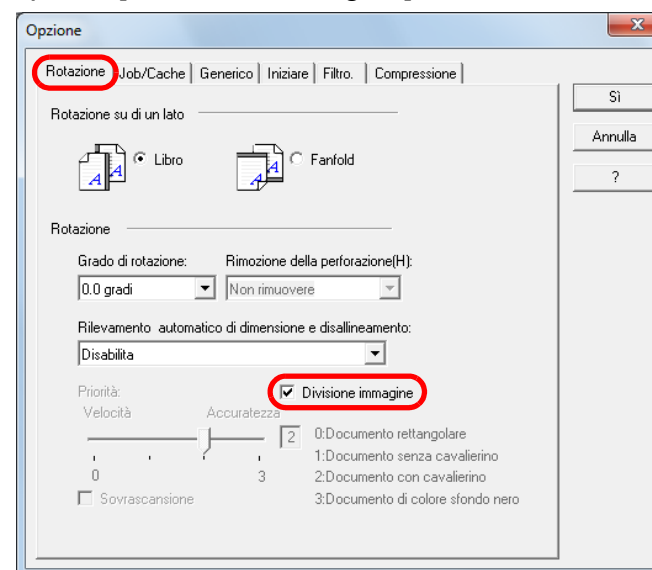 Opzione
Rotazione Job/Cache Generico Iniziare Filtro. Compressione
Sì
Annulla
?
Rotazione su di un lato
A A Libro A Fanfold
Rotazione
Grado di rotazione: Rimozione della perforazione(H):
0.0 gradi Non rimuovere
Rilevamento automatico di dimensione e disallineamento:
Disabilita
Priorità: Divisione immagine
Velocità Accuratezza
2 0:Documento rettangolare
1:Documento senza cavalierino
0 3 2:Documento con cavalierino
Sovrascansione 3:Documento di colore sfondo nero